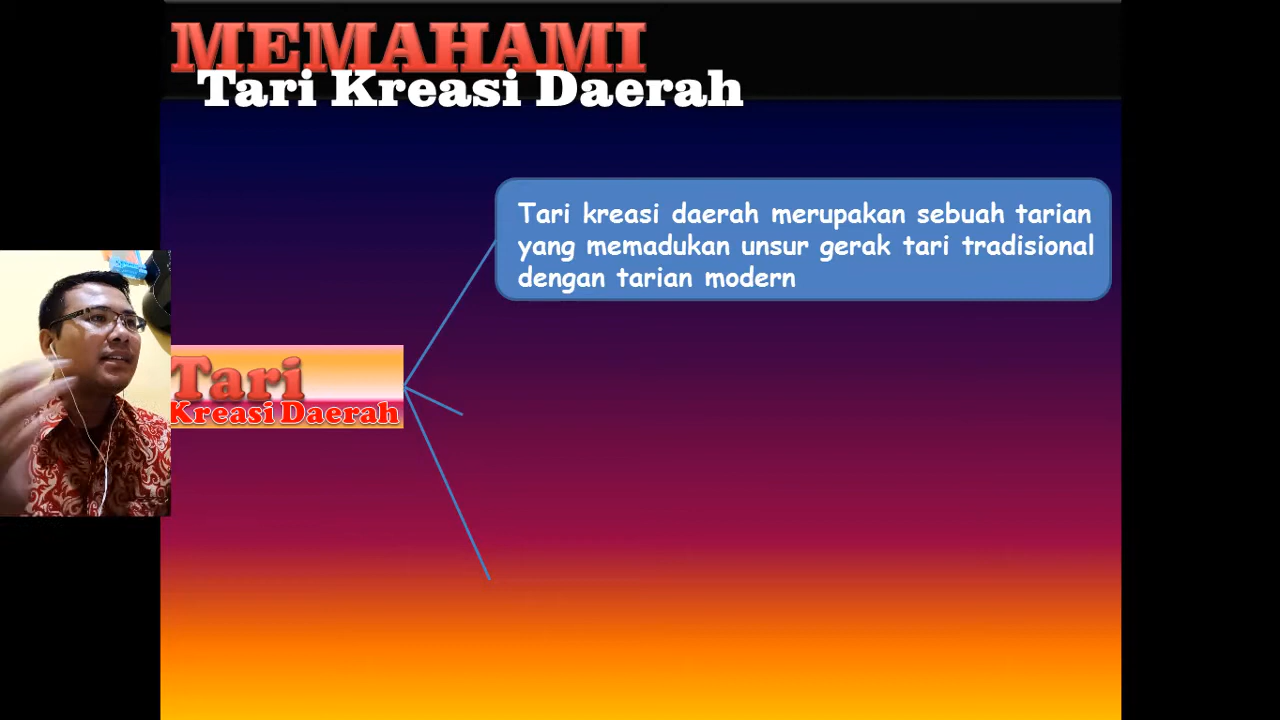 MEMAHAMI
Tari Kreasi Daerah
Tari kreasi daerah merupakan sebuah tarian
yang memadukan unsur gerak tari tradisional
dengan tarian modern
Tari
Kreasi Daerah